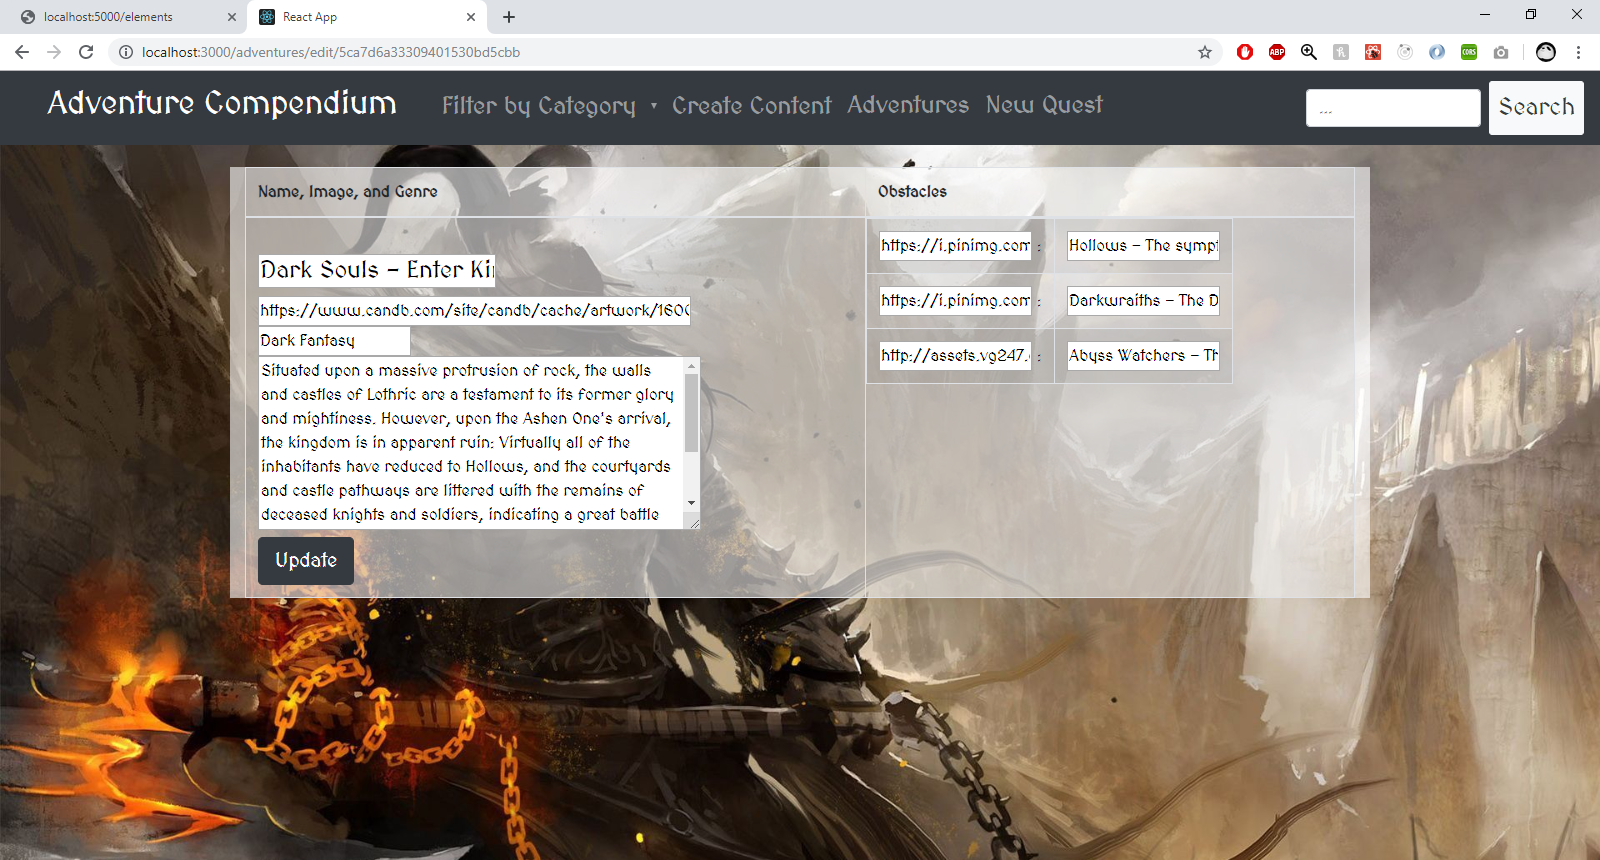 localhost:5000/elements
React App
localhost:3000/adventures/edit/5ca7d6a33309401530bd5cbb
ABP
CORS
Adventure Compendium
Filter by Category
Create Content
Adventures
New Quest
...
Search
Name, Image, and Genre
Obstacles
Dark Souls – Enter Ki
https://www.candb.com/site/candb/cache/artwork/160
Dark Fantasy
Situated upon a massive protrusion of rock, the walls
and castles of Lothric are a testament to its former glory
and mightiness. However, upon the Ashen One's arrival,
the kingdom is in apparent ruin: Virtually all of the
inhabitants have reduced to Hollows, and the courtyards
and castle pathways are littered with the remains of
deceased knights and soldiers, indicating a great battle
Update
https://i.pinimg.com : Hollows – The symp
https://i.pinimg.com : Darkwraiths – The D
http://assets.vg247. : Abyss Watchers – Th